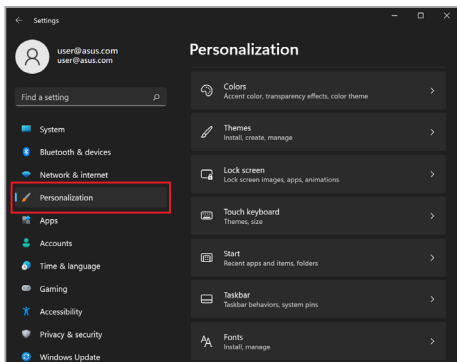 Settings
user@asus.com
user@asus.com
Find a setting
System
Bluetooth & devices
Network & internet
Personalization
Apps
Accounts
Time & language
Gaming
Accessibility
Privacy & security
Windows Update
Personalization
Colors
Accent color, transparency effects, color theme
Themes
Install, create, manage
Lock screen
Lock screen images, apps, animations
Touch keyboard
Themes, size
Start
Recent apps and items, folders
Taskbar
Taskbar behaviors, system pins
Fonts
Install, manage